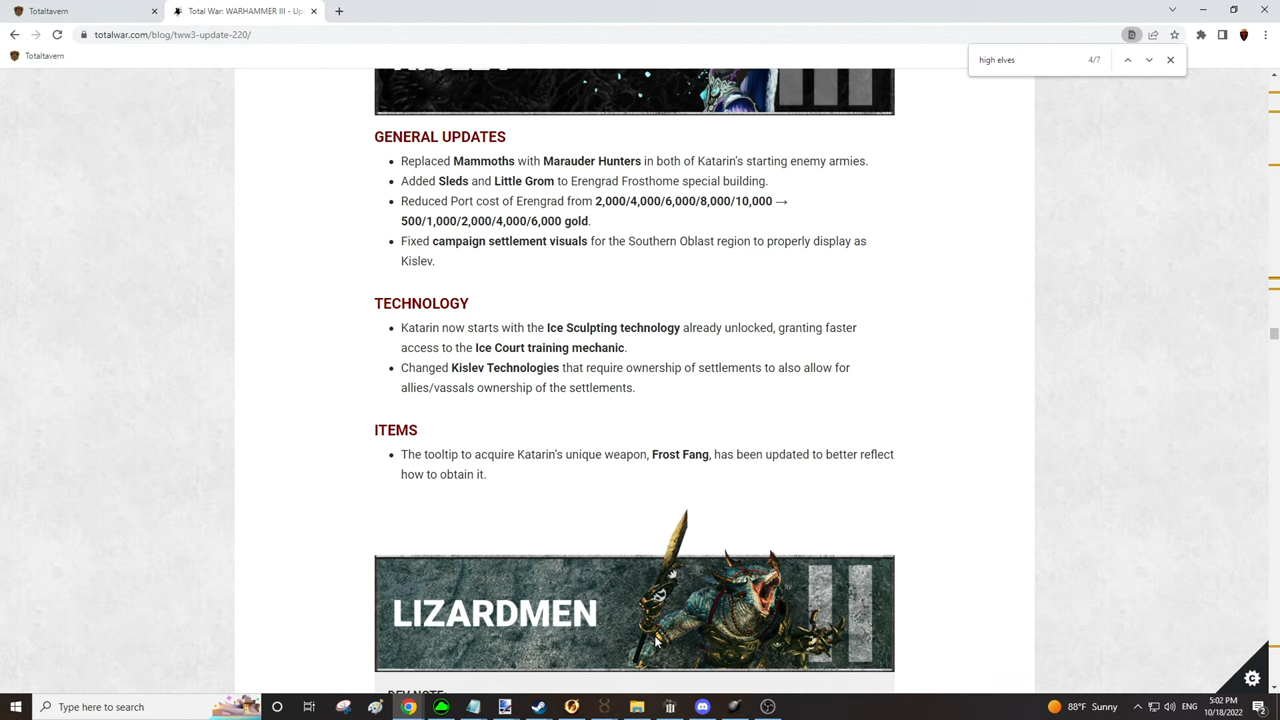 Totaltavern
Total War: WARHAMMER III - Up
totalwar.com/blog/tww3-update-220/
Totaltavern
high elves
4/7
GENERAL UPDATES
Replaced Mammoths with Marauder Hunters in both of Katarin's starting enemy armies.
Added Sleds and Little Grom to Erengrad Frosthome special building.
Reduced Port cost of Erengrad from 2,000/4,000/6,000/8,000/10,000 →
500/1,000/2,000/4,000/6,000 gold.
Fixed campaign settlement visuals for the Southern Oblast region to properly display as
Kislev.
TECHNOLOGY
Katarin now starts with the Ice Sculpting technology already unlocked, granting faster
access to the Ice Court training mechanic.
Changed Kislev Technologies that require ownership of settlements to also allow for
allies/vassals ownership of the settlements.
ITEMS
The tooltip to acquire Katarin's unique weapon, Frost Fang, has been updated to better reflect
how to obtain it.
LIZARDMEN
II
DEV NOTE:
Type here to search
88°F Sunny
ENG
5:02 PM
10/18/2022
2